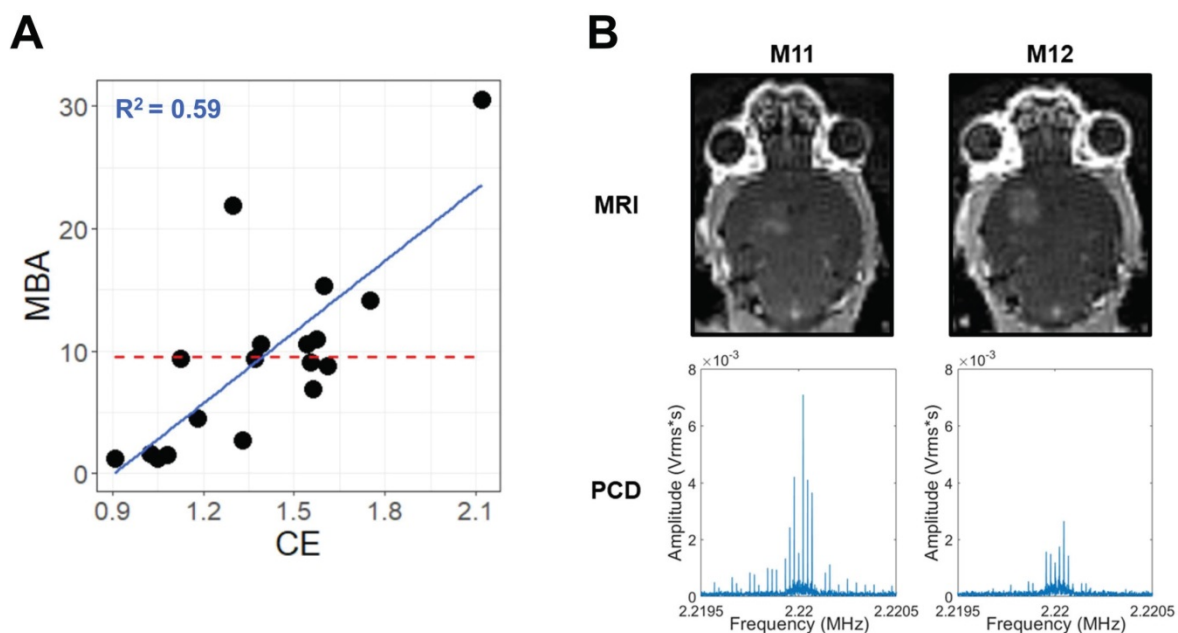 A
B
M11
M12
R² = 0.59
30
20
10
0
MBA
0.9
1.2
1.5
1.8
2.1
CE
MRI
PCD
×10⁻³
8
6
4
2
0
Amplitude (Vrms*s)
2.2195
2.22
2.2205
Frequency (MHz)
×10⁻³
8
6
4
2
0
Amplitude (Vrms*s)
2.2195
2.22
2.2205
Frequency (MHz)